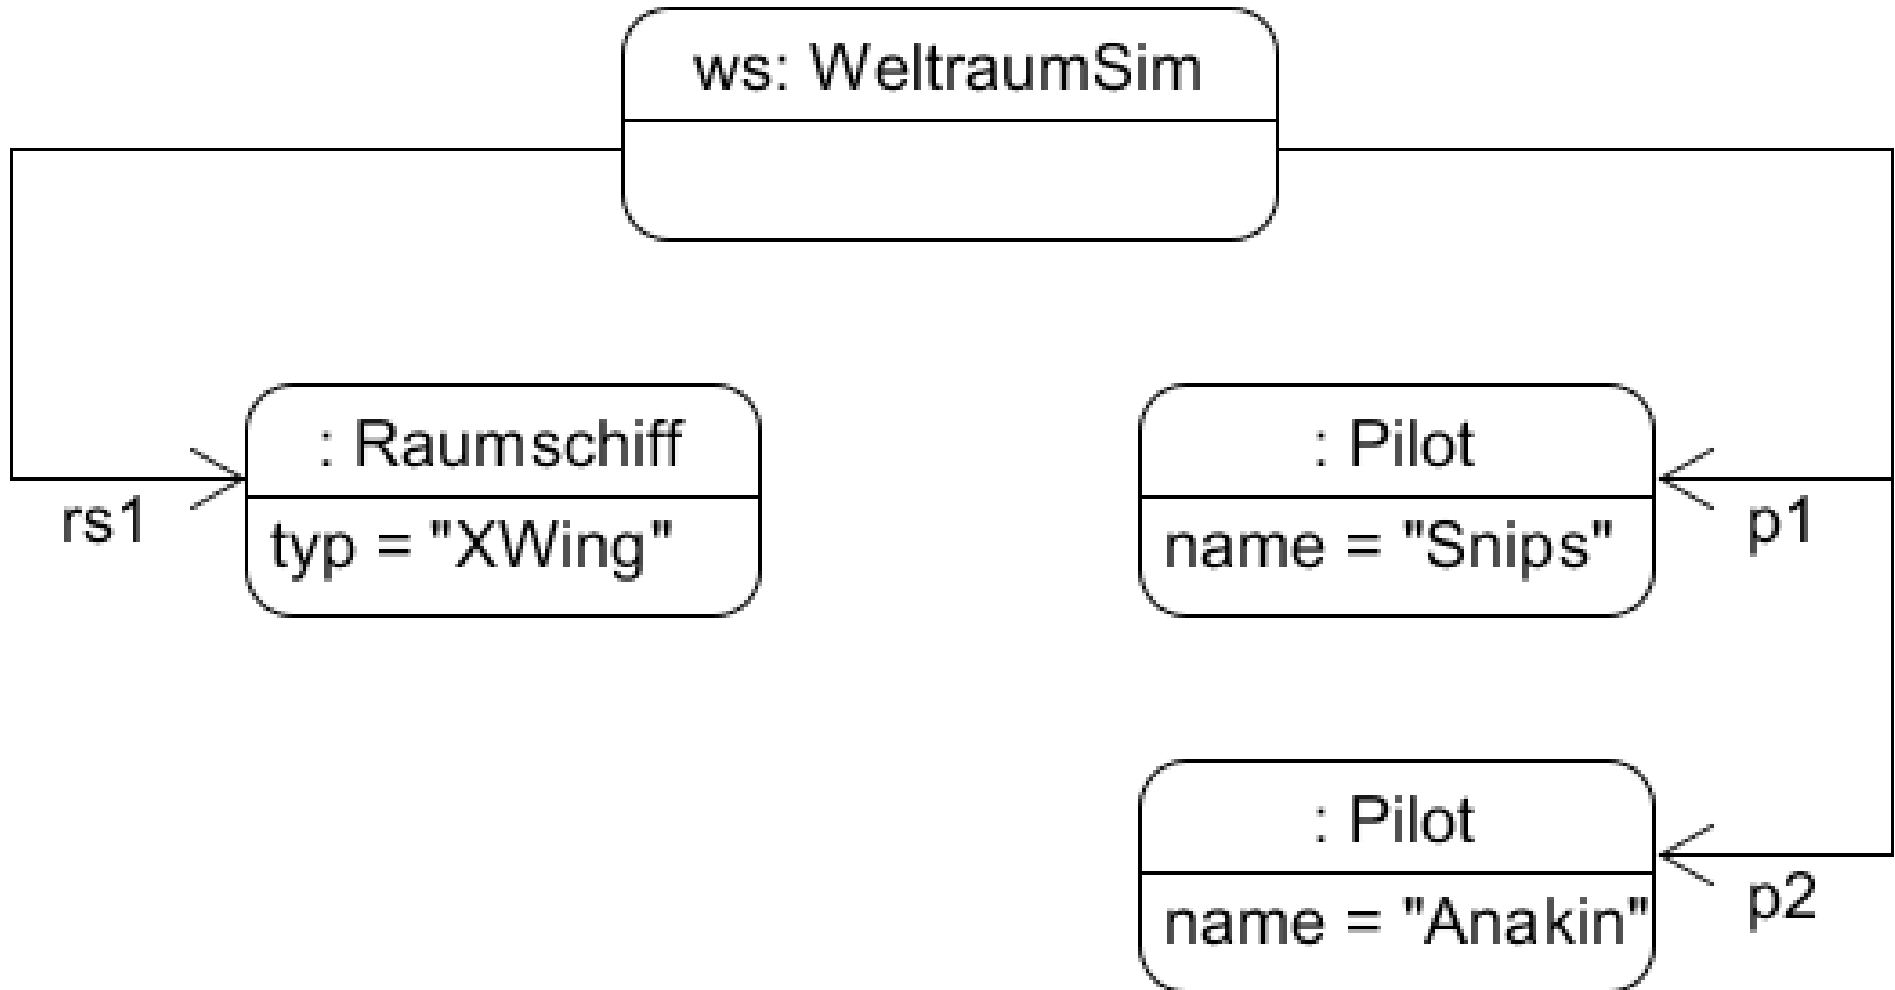 ws: WeltraumSim
: Raumschiff
typ = "XWing"
rs1
: Pilot
name = "Snips"
p1
: Pilot
name = "Anakin"
p2